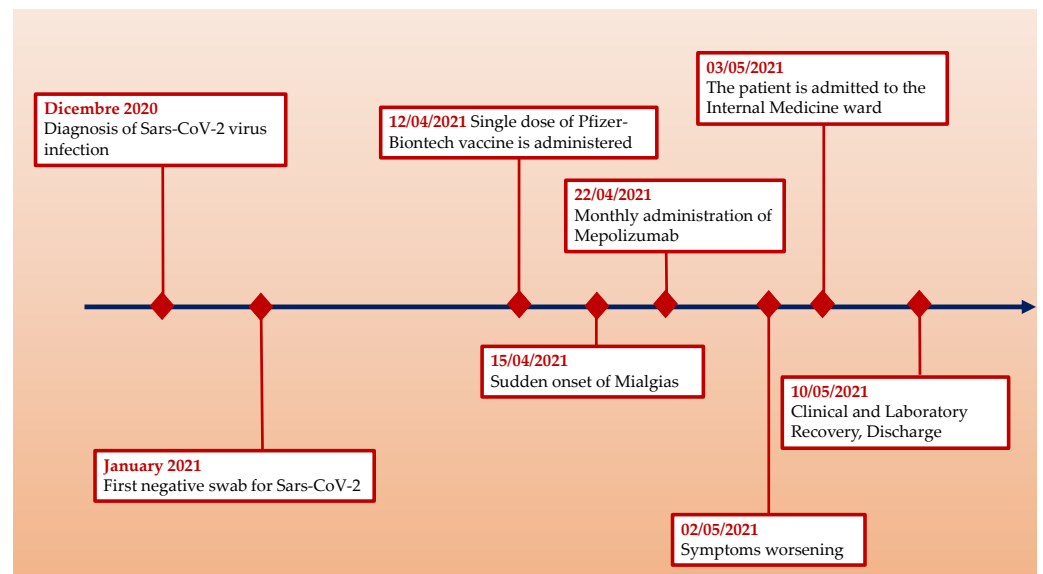 Dicembre 2020
Diagnosis of Sars-CoV-2 virus
infection
January 2021
First negative swab for Sars-CoV-2
12/04/2021 Single dose of Pfizer-
Biontech vaccine is administered
15/04/2021
Sudden onset of Mialgias
22/04/2021
Monthly administration of
Mepolizumab
02/05/2021
Symptoms worsening
03/05/2021
The patient is admitted to the
Internal Medicine ward
10/05/2021
Clinical and Laboratory
Recovery, Discharge